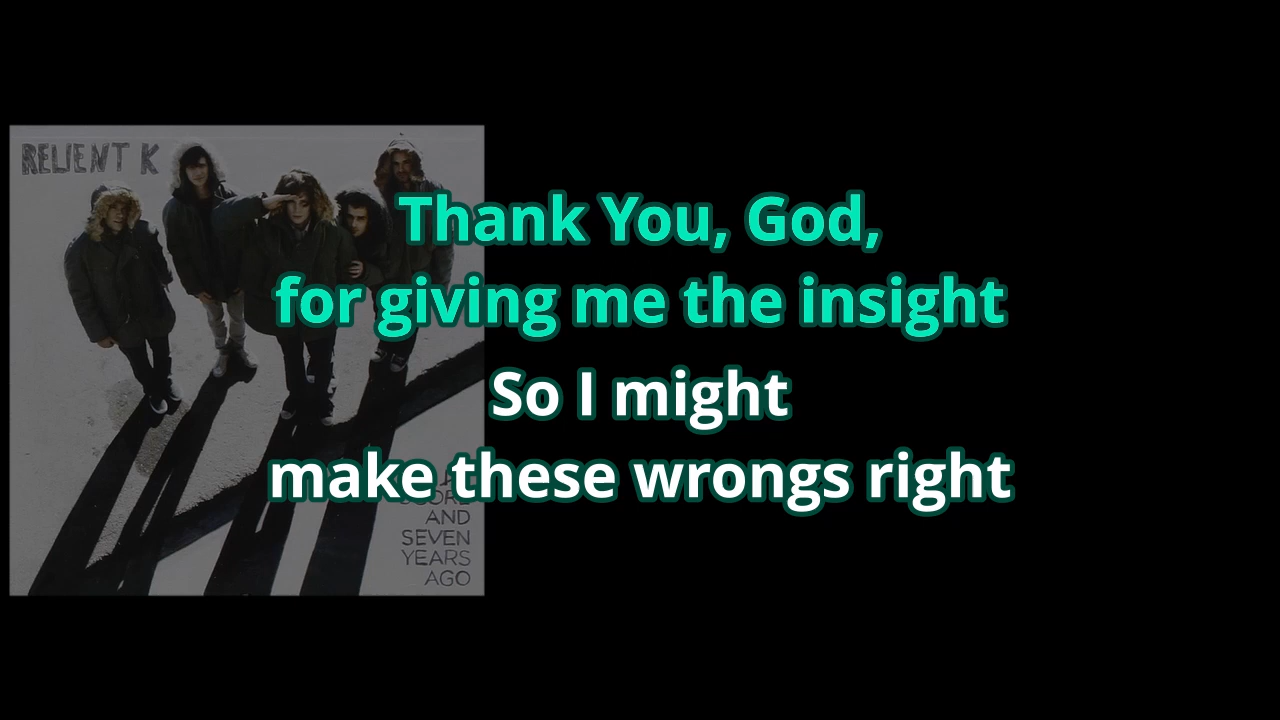 RELIENT K
Thank You, God,
for giving me the insight
So I might
make these wrongs right
SCORE
AND
SEVEN
YEARS
AGO